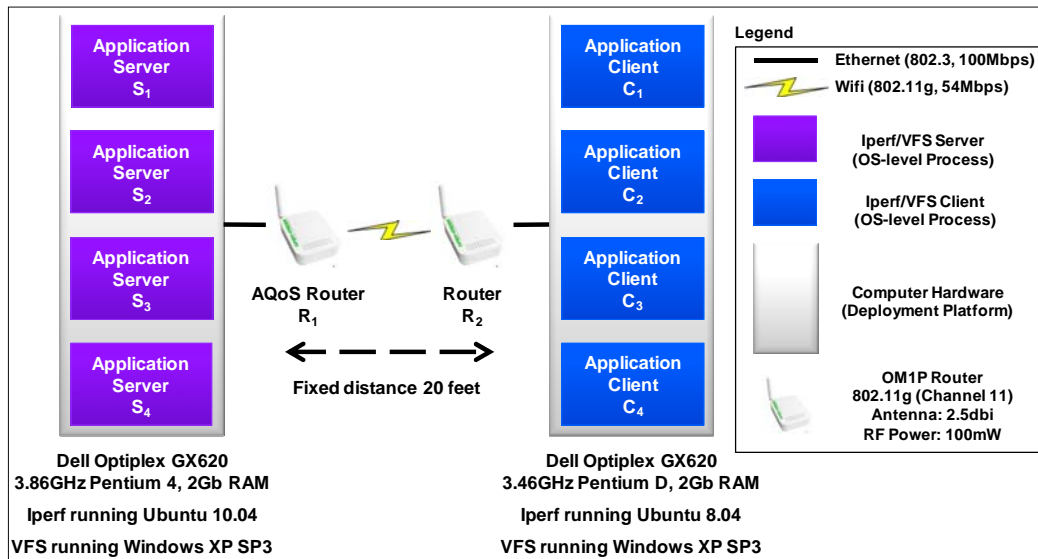 Application
Server
S1
Application
Server
S2
Application
Server
S3
Application
Server
S4
Dell Optiplex GX620
3.86GHz Pentium 4, 2Gb RAM
Iperf running Ubuntu 10.04
VFS running Windows XP SP3
AQoS Router
R1
Router
R2
Fixed distance 20 feet
Application
Client
C1
Application
Client
C2
Application
Client
C3
Application
Client
C4
Dell Optiplex GX620
3.46GHz Pentium D, 2Gb RAM
Iperf running Ubuntu 8.04
VFS running Windows XP SP3
Legend
Ethernet (802.3, 100Mbps)
Wifi (802.11g, 54Mbps)
Iperf/VFS Server
(OS-level Process)
Iperf/VFS Client
(OS-level Process)
Computer Hardware
(Deployment Platform)
OM1P Router
802.11g (Channel 11)
Antenna: 2.5dbi
RF Power: 100mW